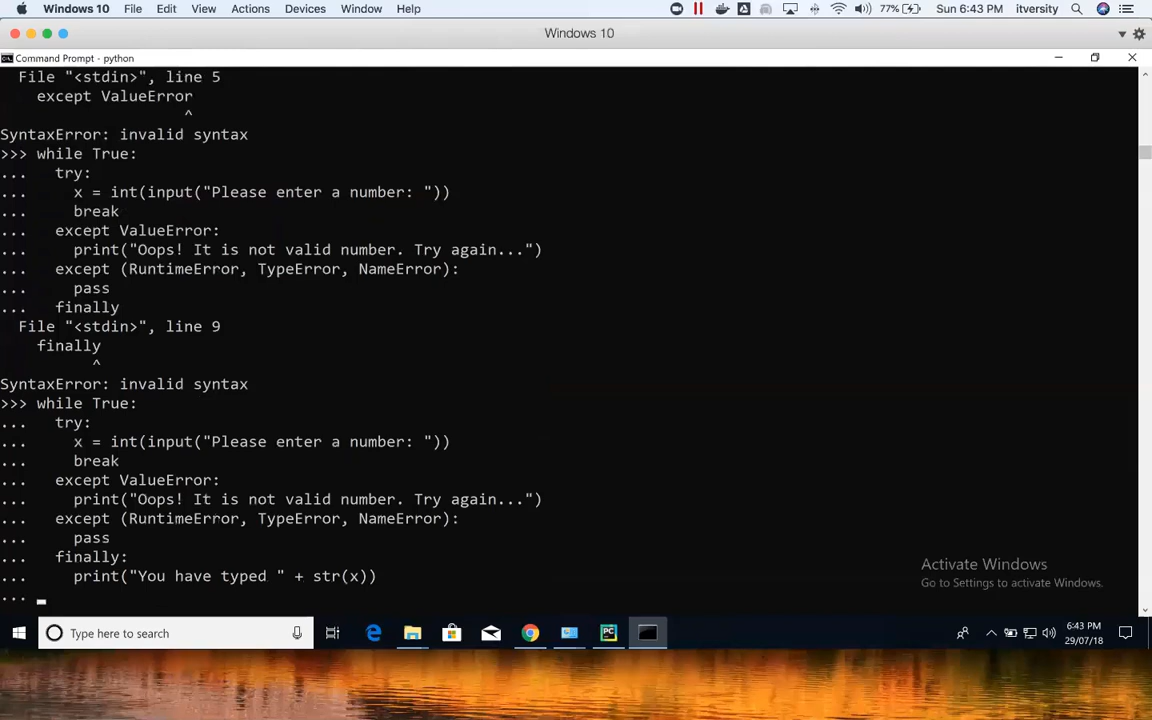 Windows 10 File Edit View Actions Devices Window Help 77% Sun 6:43 PM itversity
Windows 10
Command Prompt - python
File "<stdin>", line 5
except ValueError
^
SyntaxError: invalid syntax
>>> while True:
... try:
... x = int(input("Please enter a number: "))
... break
... except ValueError:
... print("Oops! It is not valid number. Try again...")
... except (RuntimeError, TypeError, NameError):
... pass
... finally
File "<stdin>", line 9
finally
^
SyntaxError: invalid syntax
>>> while True:
... try:
... x = int(input("Please enter a number: "))
... break
... except ValueError:
... print("Oops! It is not valid number. Try again...")
... except (RuntimeError, TypeError, NameError):
... pass
... finally:
... print("You have typed " + str(x))
...
Activate Windows
Go to Settings to activate Windows.
Type here to search
6:43 PM
29/07/18